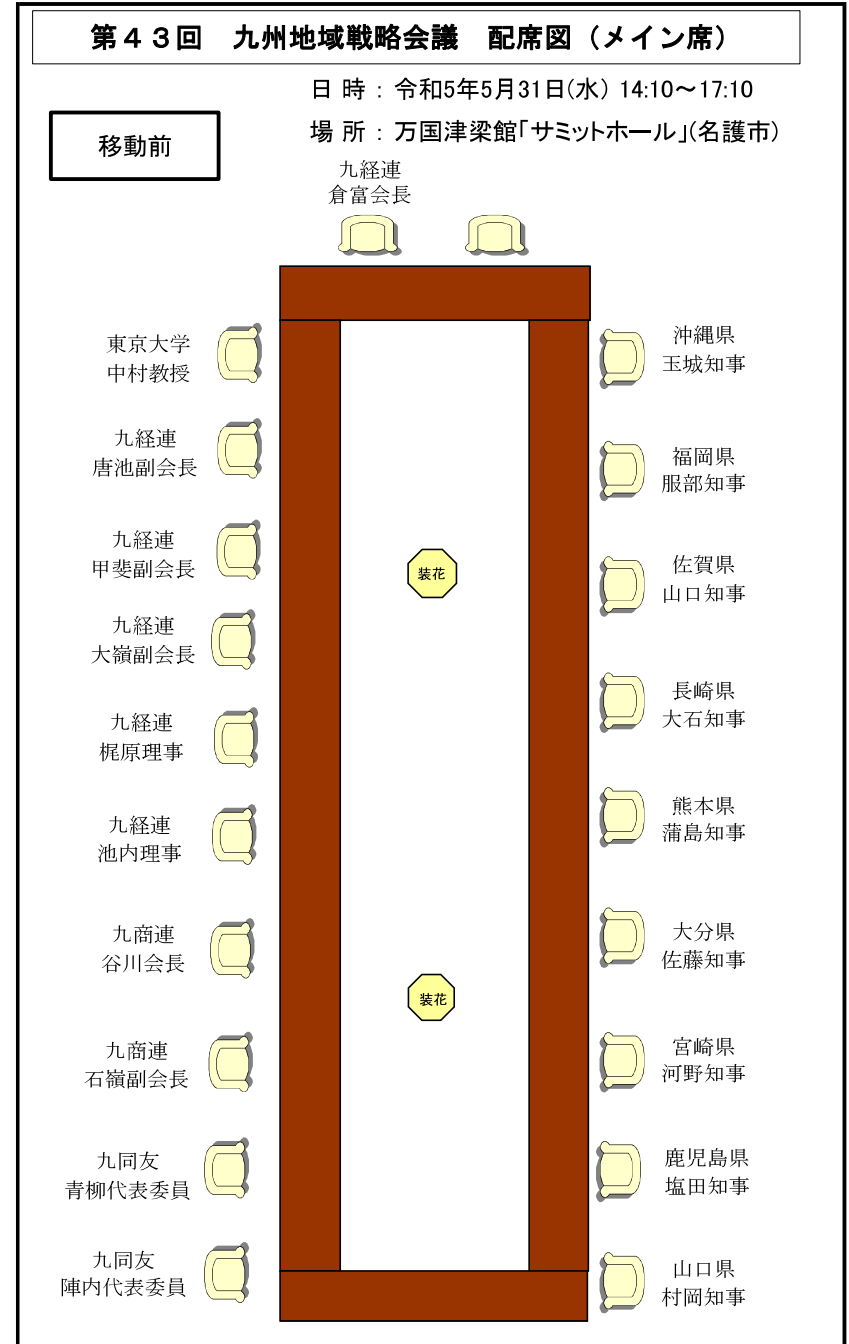 第４３回　九州地域戦略会議　配席図（メイン席）
日 時 ： 令和5年5月31日(水) 14:10～17:10
場 所 ： 万国津梁館｢サミットホール｣(名護市)
移動前
九経連
倉富会長
東京大学
中村教授
九経連
唐池副会長
九経連
甲斐副会長
九経連
大嶺副会長
九経連
梶原理事
九経連
池内理事
九商連
谷川会長
九商連
石嶺副会長
九同友
青柳代表委員
九同友
陣内代表委員
装花
装花
沖縄県
玉城知事
福岡県
服部知事
佐賀県
山口知事
長崎県
大石知事
熊本県
蒲島知事
大分県
佐藤知事
宮崎県
河野知事
鹿児島県
塩田知事
山口県
村岡知事